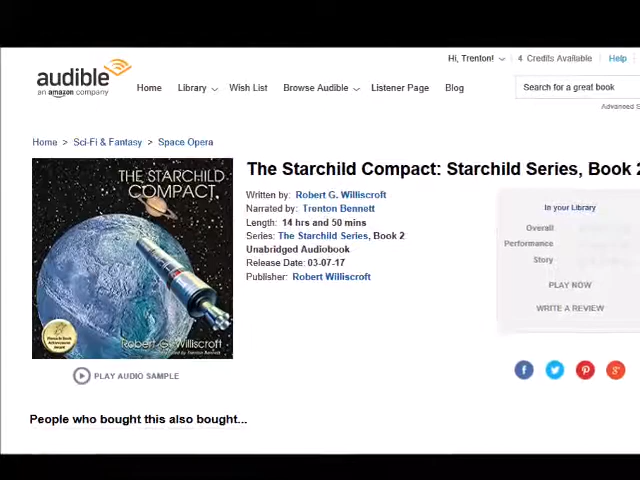 Hi, Trenton!
4 Credits Available
Help
audible
an amazon company
Home
Library
Wish List
Browse Audible
Listener Page
Blog
Search for a great book
Advanced S
Home > Sci-Fi & Fantasy > Space Opera
THE STARCHILD
COMPACT
Robert G. Williscroft
The Starchild Compact: Starchild Series, Book 2
Written by: Robert G. Williscroft
Narrated by: Trenton Bennett
Length: 14 hrs and 50 mins
Series: The Starchild Series, Book 2
Unabridged Audiobook
Release Date: 03-07-17
Publisher: Robert Williscroft
In your Library
Overall
Performance
Story
PLAY NOW
WRITE A REVIEW
PLAY AUDIO SAMPLE
People who bought this also bought...